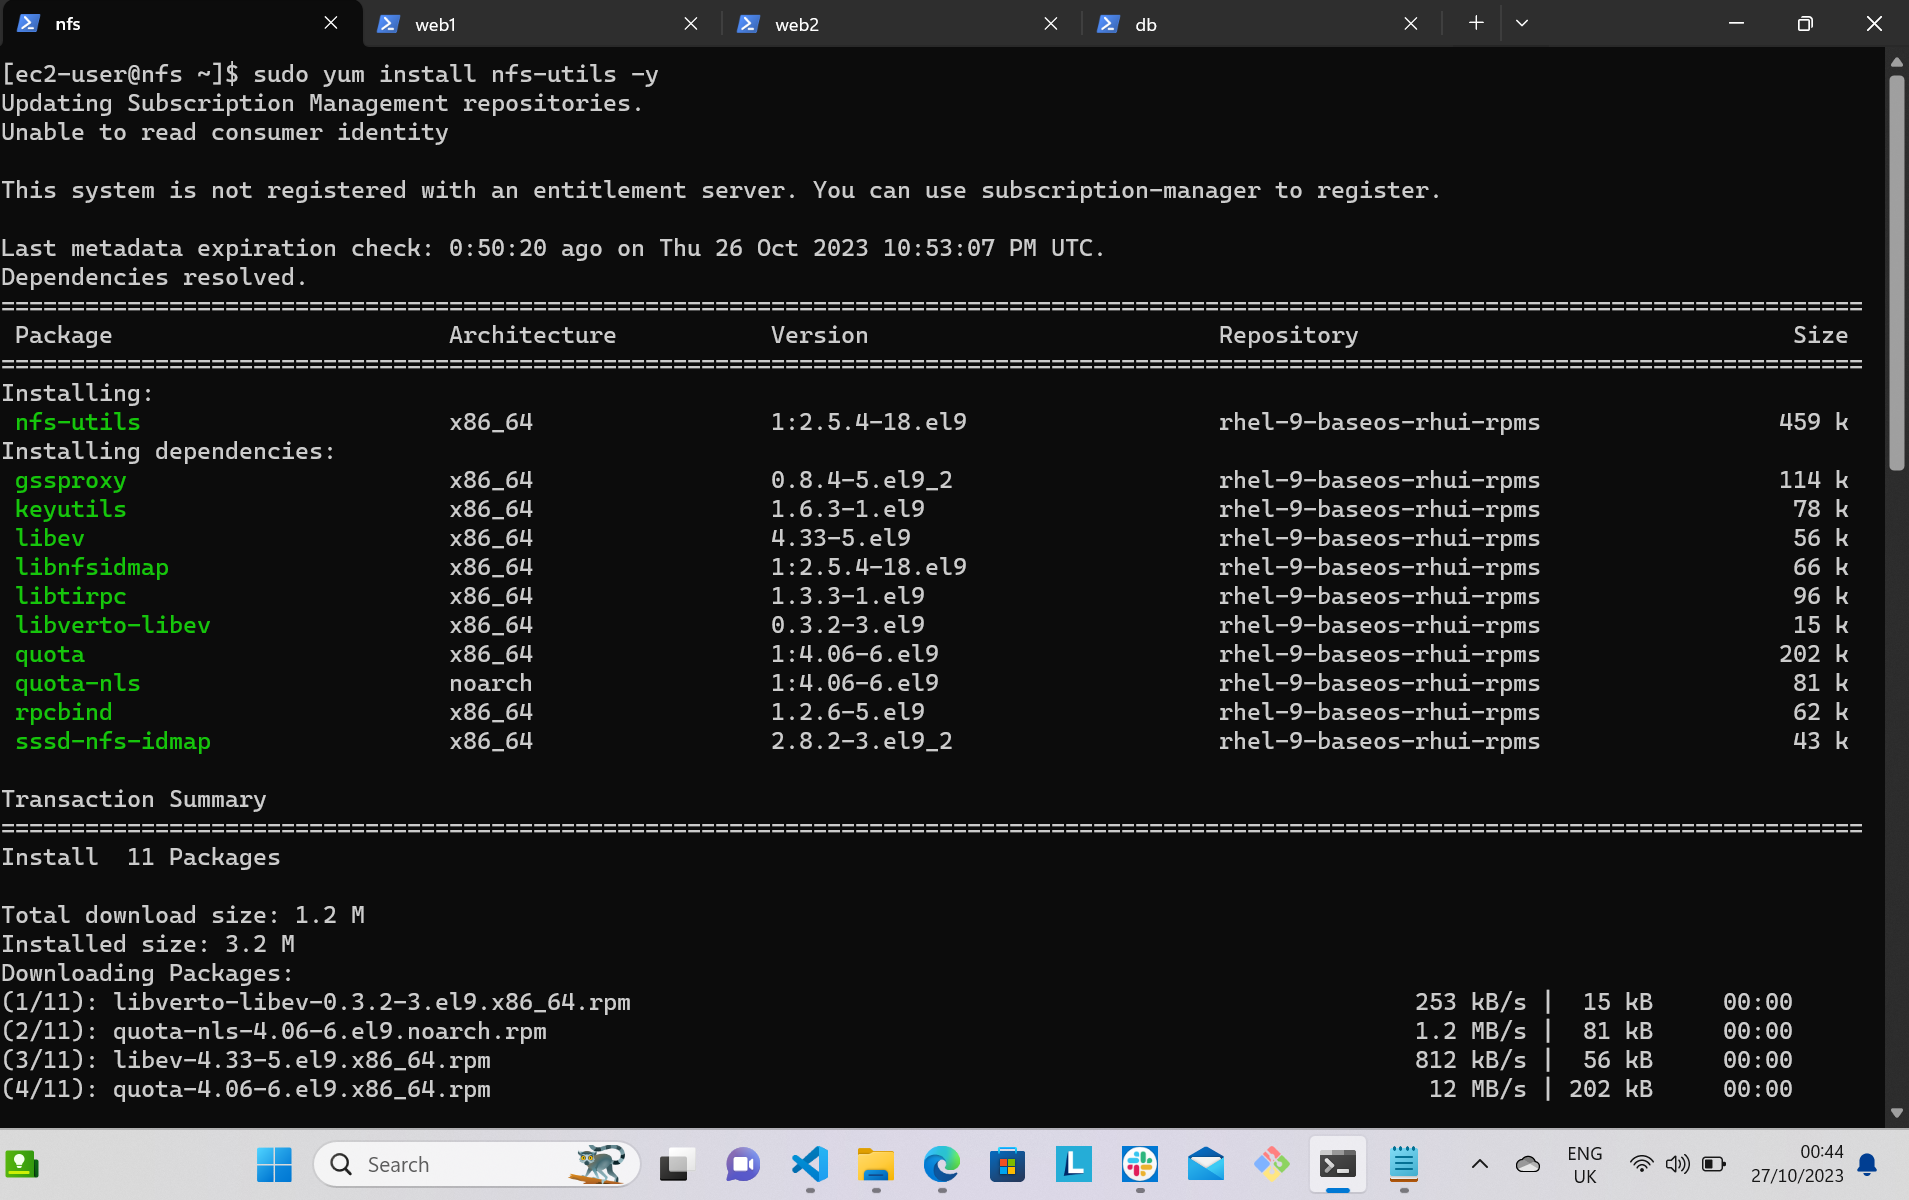 nfs
web1
web2
db
[ec2-user@nfs ~]$ sudo yum install nfs-utils -y
Updating Subscription Management repositories.
Unable to read consumer identity
This system is not registered with an entitlement server. You can use subscription-manager to register.
Last metadata expiration check: 0:50:20 ago on Thu 26 Oct 2023 10:53:07 PM UTC.
Dependencies resolved.
=====================================================================================================================================
Package Architecture Version Repository Size
=====================================================================================================================================
Installing:
nfs-utils x86_64 1:2.5.4-18.el9 rhel-9-baseos-rhui-rpms 459 k
Installing dependencies:
gssproxy x86_64 0.8.4-5.el9_2 rhel-9-baseos-rhui-rpms 114 k
keyutils x86_64 1.6.3-1.el9 rhel-9-baseos-rhui-rpms 78 k
libev x86_64 4.33-5.el9 rhel-9-baseos-rhui-rpms 56 k
libnfsidmap x86_64 1:2.5.4-18.el9 rhel-9-baseos-rhui-rpms 66 k
libtirpc x86_64 1.3.3-1.el9 rhel-9-baseos-rhui-rpms 96 k
libverto-libev x86_64 0.3.2-3.el9 rhel-9-baseos-rhui-rpms 15 k
quota x86_64 1:4.06-6.el9 rhel-9-baseos-rhui-rpms 202 k
quota-nls noarch 1:4.06-6.el9 rhel-9-baseos-rhui-rpms 81 k
rpcbind x86_64 1.2.6-5.el9 rhel-9-baseos-rhui-rpms 62 k
sssd-nfs-idmap x86_64 2.8.2-3.el9_2 rhel-9-baseos-rhui-rpms 43 k
Transaction Summary
=====================================================================================================================================
Install  11 Packages
Total download size: 1.2 M
Installed size: 3.2 M
Downloading Packages:
(1/11): libverto-libev-0.3.2-3.el9.x86_64.rpm 253 kB/s |  15 kB     00:00
(2/11): quota-nls-4.06-6.el9.noarch.rpm 1.2 MB/s |  81 kB     00:00
(3/11): libev-4.33-5.el9.x86_64.rpm 812 kB/s |  56 kB     00:00
(4/11): quota-4.06-6.el9.x86_64.rpm 12 MB/s | 202 kB     00:00
Search
L
ENG
UK
00:44
27/10/2023